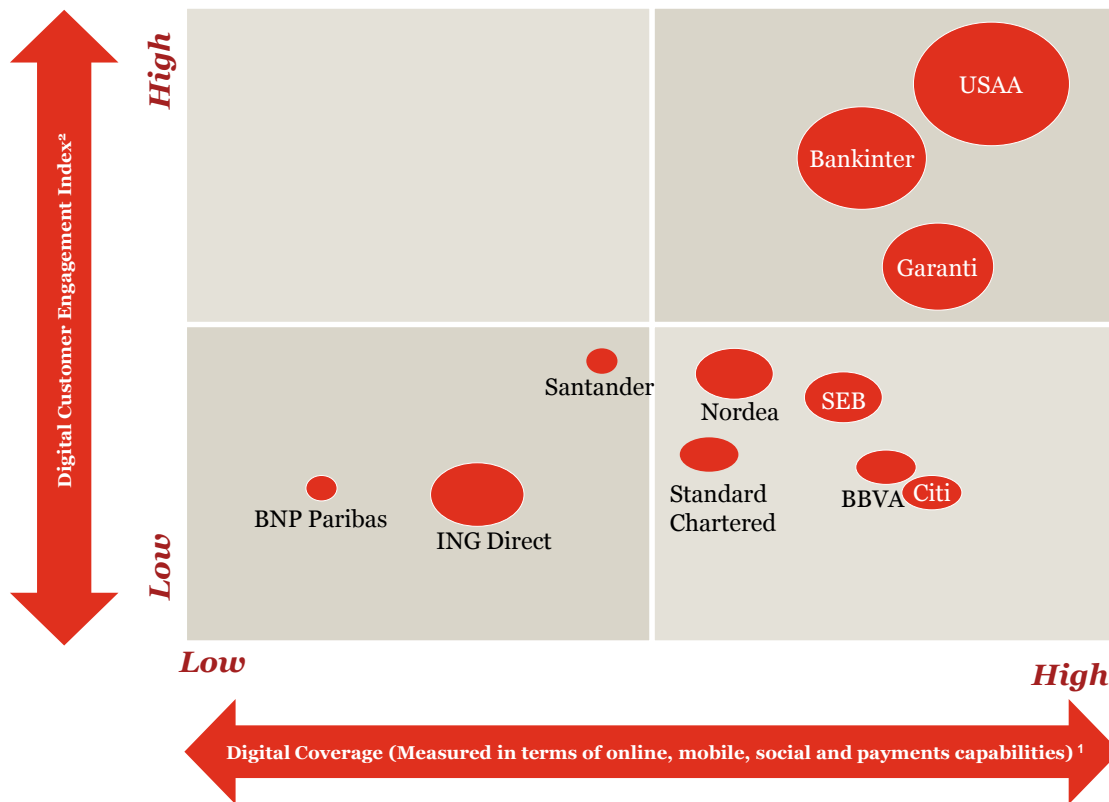 High
USAA
Bankinter
Garanti
Digital Customer Engagement Index²
Santander
Nordea
SEB
BNP Paribas
ING Direct
Standard
Chartered
BBVA
Citi
Low
Low
High
Digital Coverage (Measured in terms of online, mobile, social and payments capabilities) ¹